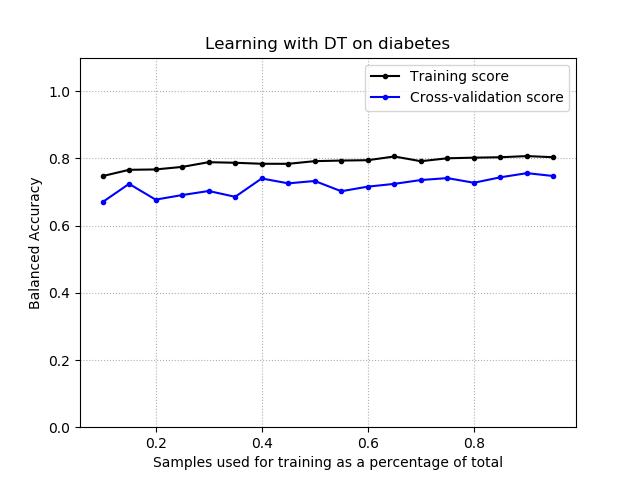 Learning with DT on diabetes
Training score
Cross-validation score
1.0
0.8
0.6
0.4
0.2
0.0
Balanced Accuracy
0.2 0.4 0.6 0.8
Samples used for training as a percentage of total